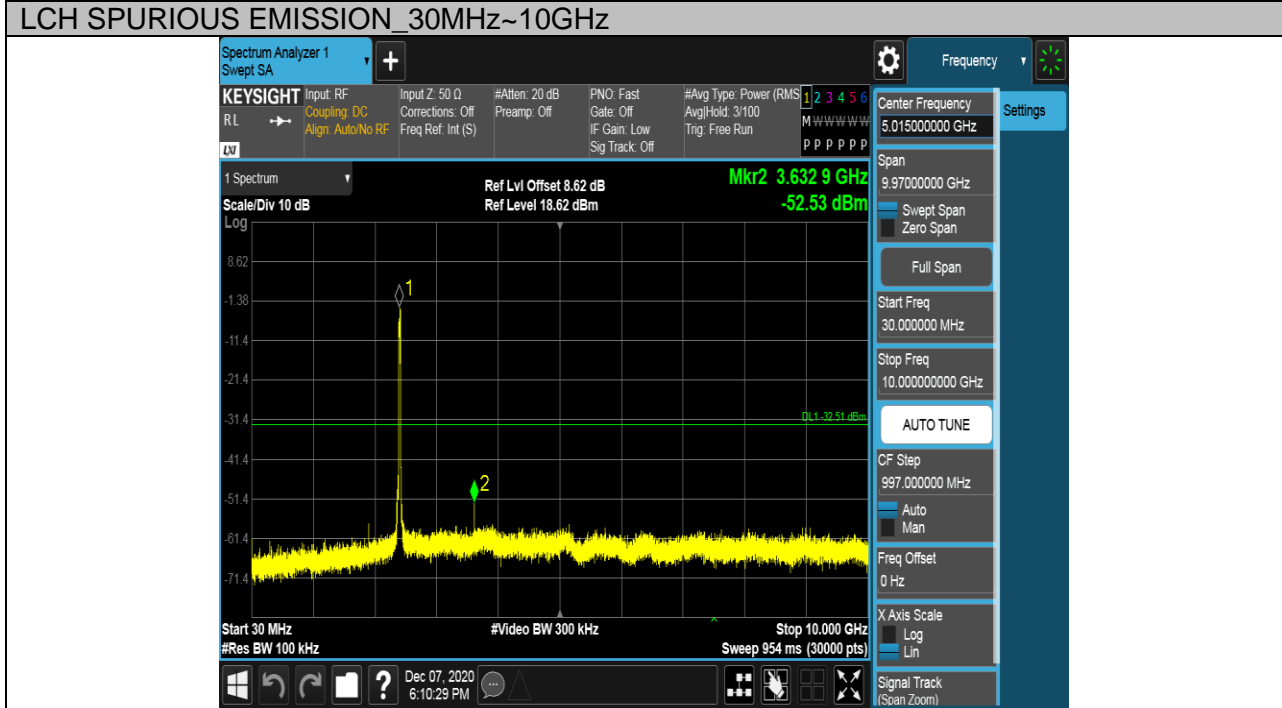 LCH SPURIOUS EMISSION_30MHz~10GHz
Spectrum Analyzer 1
Swept SA
Frequency
KEYSIGHT
RL
LXI
Input: RF
Coupling: DC
Align: Auto/No RF
Input Z: 50 Ω
Corrections: Off
Freq Ref: Int (S)
#Atten: 20 dB
Preamp: Off
PNO: Fast
Gate: Off
IF Gain: Low
Sig Track: Off
#Avg Type: Power (RMS
Avg|Hold: 3/100
Trig: Free Run
1 2 3 4 5 6
M W W W W W
P P P P P P
1 Spectrum
Scale/Div 10 dB
Ref Lvl Offset 8.62 dB
Ref Level 18.62 dBm
Mkr2 3.632 9 GHz
-52.53 dBm
Log
8.62
-1.38
-11.4
-21.4
-31.4
-41.4
-51.4
-61.4
-71.4
1
2
DL1 -32.51 dBm
Start 30 MHz
#Res BW 100 kHz
#Video BW 300 kHz
Stop 10.000 GHz
Sweep 954 ms (30000 pts)
Center Frequency
5.015000000 GHz
Settings
Span
9.97000000 GHz
Swept Span
Zero Span
Full Span
Start Freq
30.000000 MHz
Stop Freq
10.000000000 GHz
AUTO TUNE
CF Step
997.000000 MHz
Auto
Man
Freq Offset
0 Hz
X Axis Scale
Log
Lin
Signal Track
(Span Zoom)
?
Dec 07, 2020
6:10:29 PM